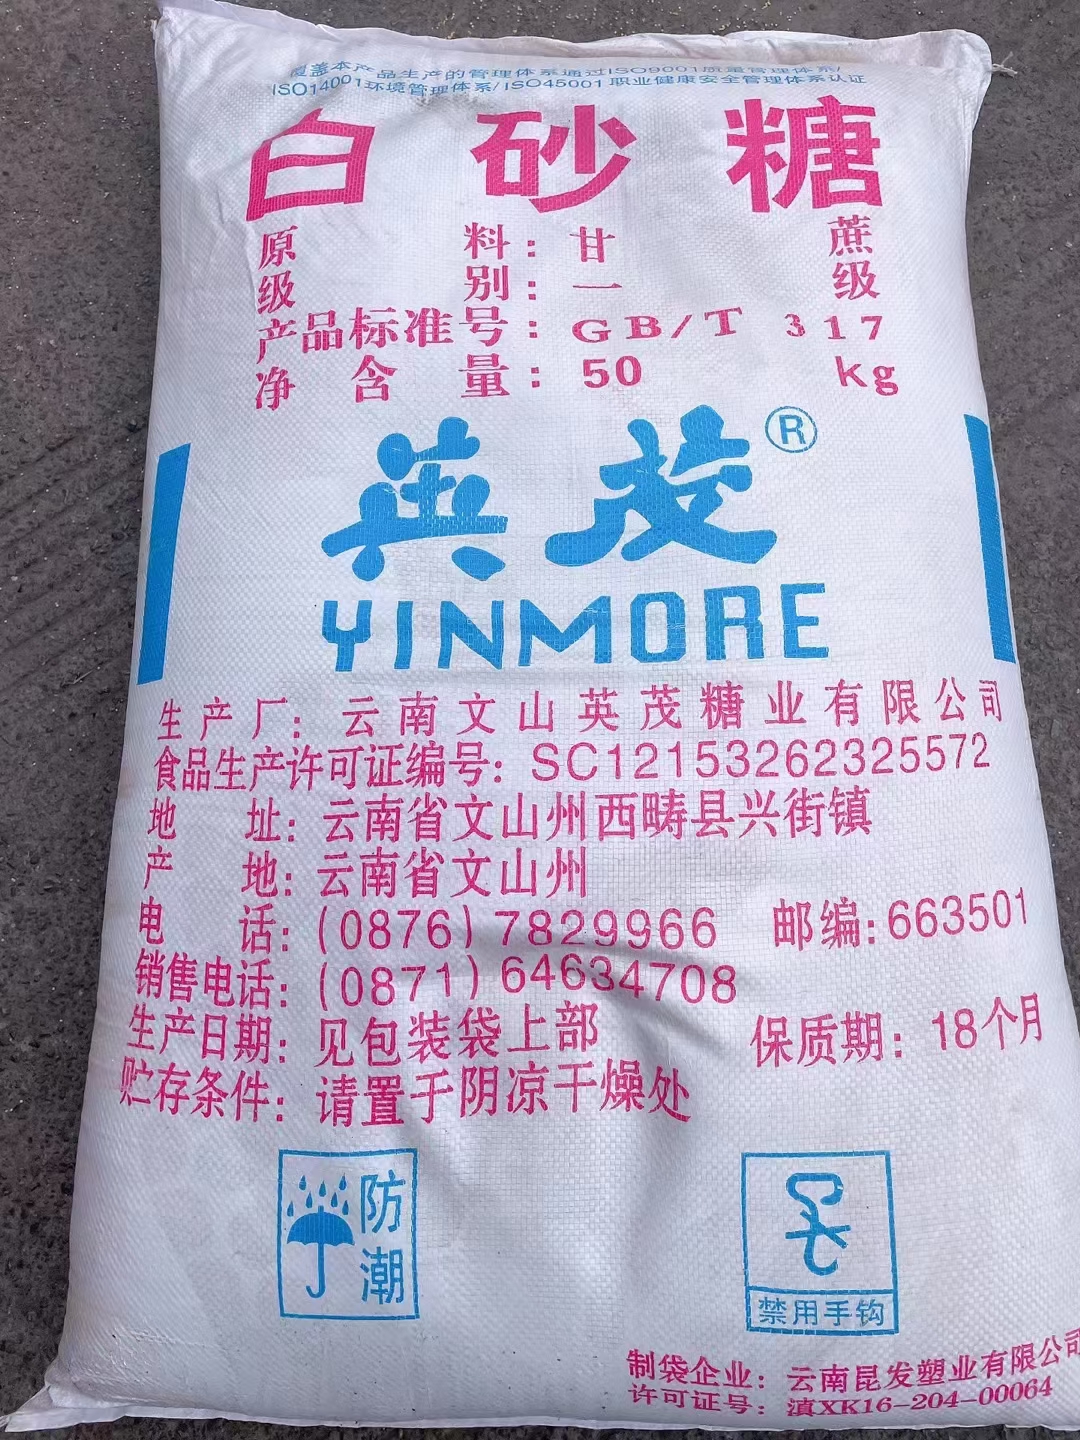 覆盖本产品生产的管理体系通过ISO9001质量管理体系/
ISO14001环境管理体系/ISO45001职业健康安全管理体系认证
白砂糖
原料：甘蔗
级别：一级
产品标准号：GB/T 317
净含量：50 kg
英茂®
YINMORE
生产厂：云南文山英茂糖业有限公司
食品生产许可证编号：SC12153262325572
地址：云南省文山州西畴县兴街镇
产地：云南省文山州
电话：(0876) 7829966 邮编：663501
销售电话：(0871) 64634708
生产日期：见包装袋上部 保质期：18个月
贮存条件：请置于阴凉干燥处
防潮
禁用手钩
制袋企业：云南昆发塑业有限公司
许可证号：滇XK16-204-00064